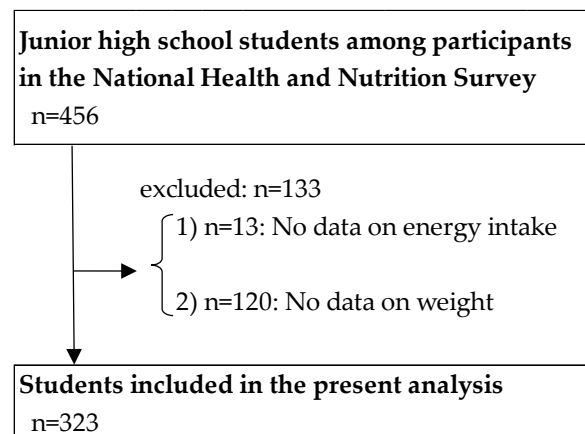 Junior high school students among participants
in the National Health and Nutrition Survey
n=456
excluded: n=133
1) n=13: No data on energy intake
2) n=120: No data on weight
Students included in the present analysis
n=323